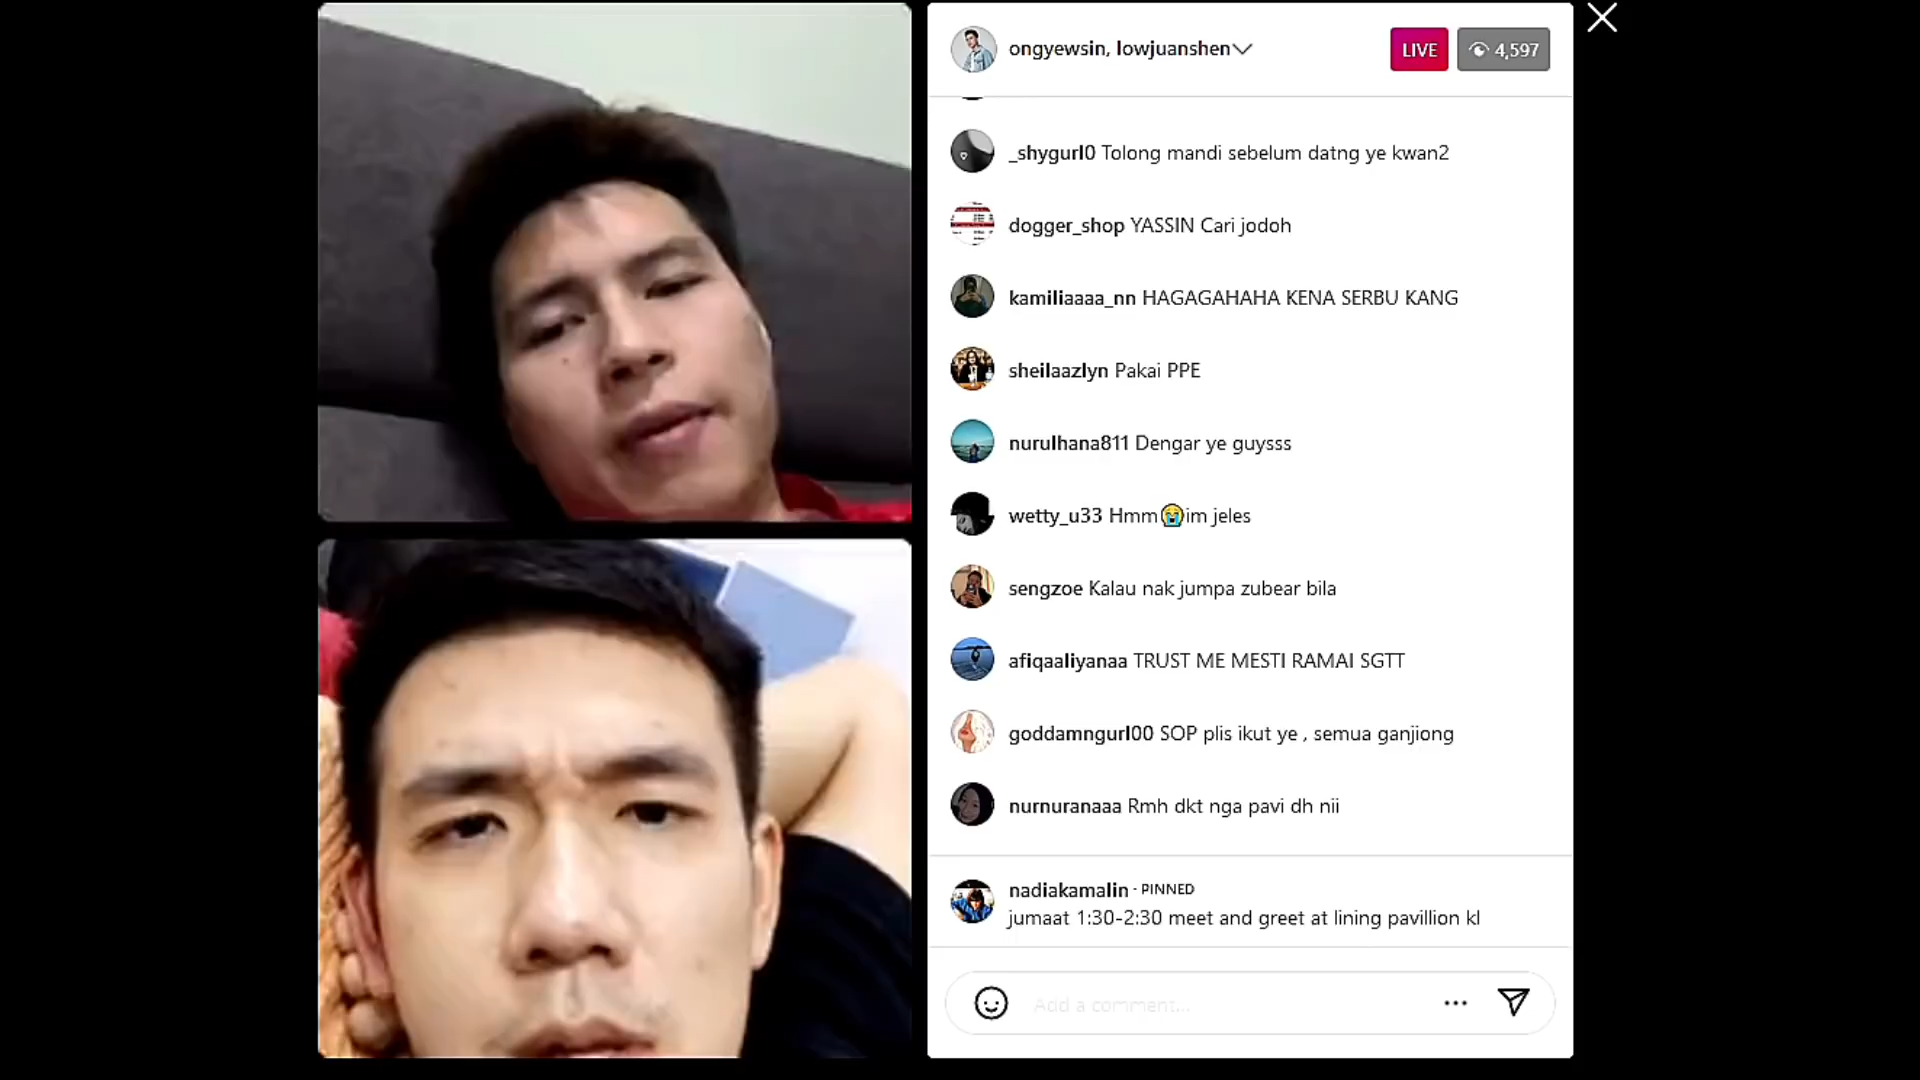 ongyewsin, lowjuanshen
LIVE
4,597
_shygurl0 Tolong mandi sebelum datng ye kwan2
dogger_shop YASSIN Cari jodoh
kamiliaaaa_nn HAGAGAHAHA KENA SERBU KANG
sheilaazlyn Pakai PPE
nurulhana811 Dengar ye guysss
wetty_u33 Hmm😭im jeles
sengzoe Kalau nak jumpa zubear bila
afiqaaliyanaa TRUST ME MESTI RAMAI SGTT
goddamngurl00 SOP plis ikut ye , semua ganjiong
nurnuranaaa Rmh dkt nga pavi dh nii
nadiakamalin · PINNED
jumaat 1:30-2:30 meet and greet at lining pavillion kl
Add a comment...